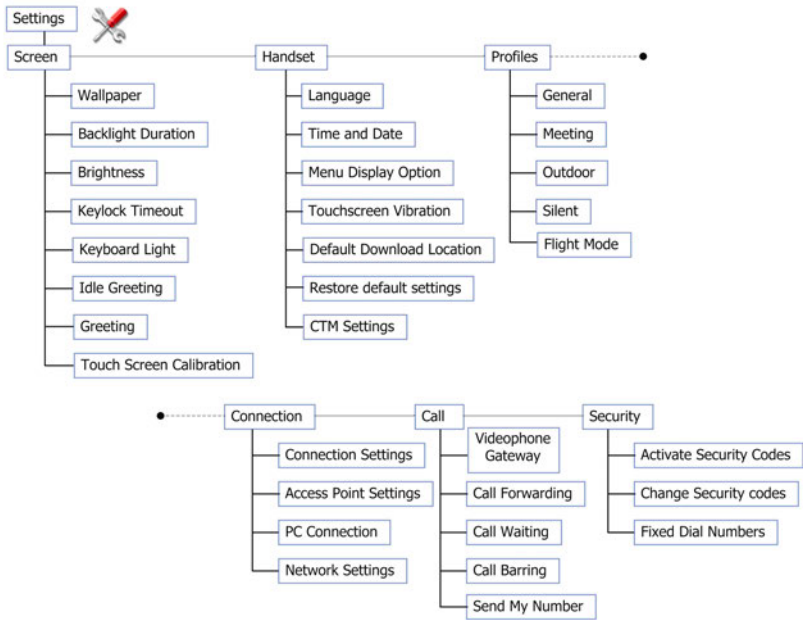 Settings
Screen
Wallpaper
Backlight Duration
Brightness
Keylock Timeout
Keyboard Light
Idle Greeting
Greeting
Touch Screen Calibration
Handset
Language
Time and Date
Menu Display Option
Touchscreen Vibration
Default Download Location
Restore default settings
CTM Settings
Profiles
General
Meeting
Outdoor
Silent
Flight Mode
Connection
Connection Settings
Access Point Settings
PC Connection
Network Settings
Call
Videophone
Gateway
Call Forwarding
Call Waiting
Call Barring
Send My Number
Security
Activate Security Codes
Change Security codes
Fixed Dial Numbers